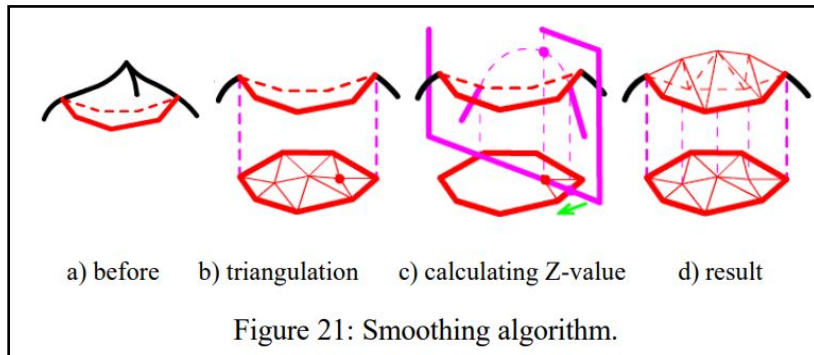 a) before b) triangulation c) calculating Z-value d) result
Figure 21: Smoothing algorithm.